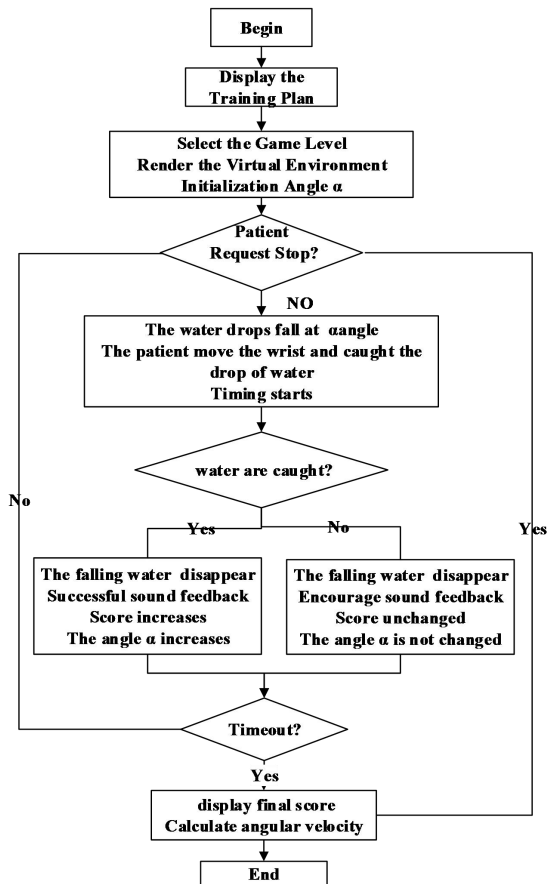 Begin
Display the
Training Plan
Select the Game Level
Render the Virtual Environment
Initialization Angle α
Patient
Request Stop?
NO
The water drops fall at αangle
The patient move the wrist and caught the
drop of water
Timing starts
water are caught?
No
Yes
No
Yes
The falling water disappear
Successful sound feedback
Score increases
The angle α increases
The falling water disappear
Encourage sound feedback
Score unchanged
The angle α is not changed
Timeout?
Yes
display final score
Calculate angular velocity
End